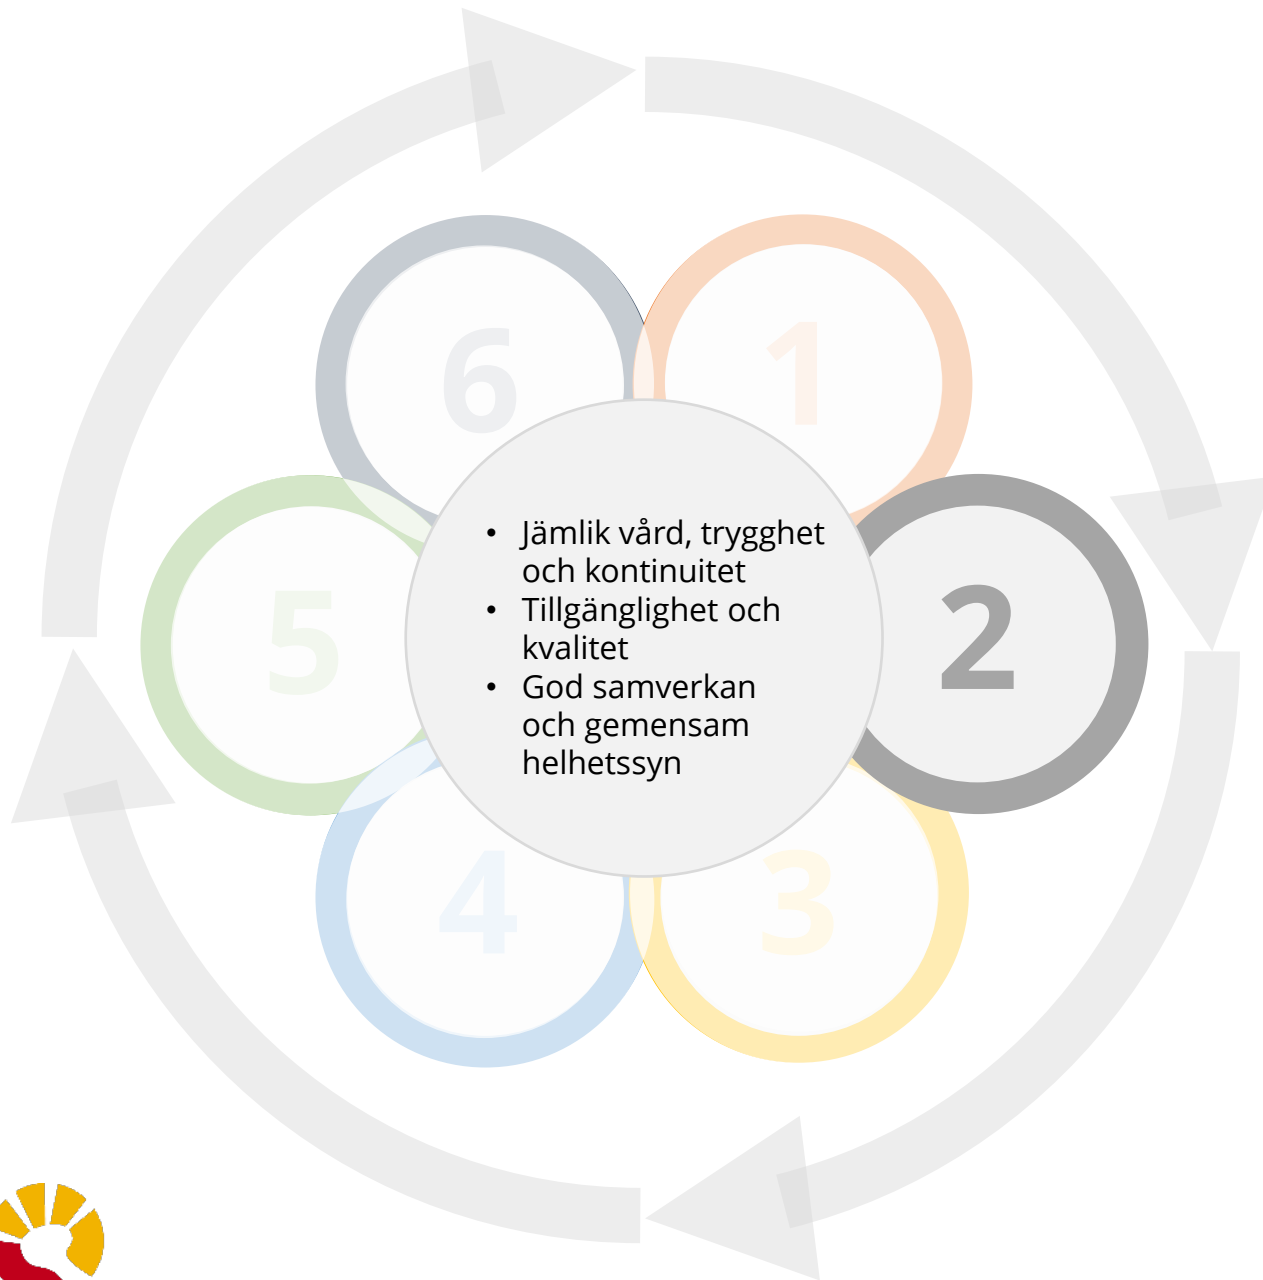 6
1
• Jämlik vård, trygghet
och kontinuitet
• Tillgänglighet och
kvalitet
• God samverkan
och gemensam
helhetssyn
5
2
4
3